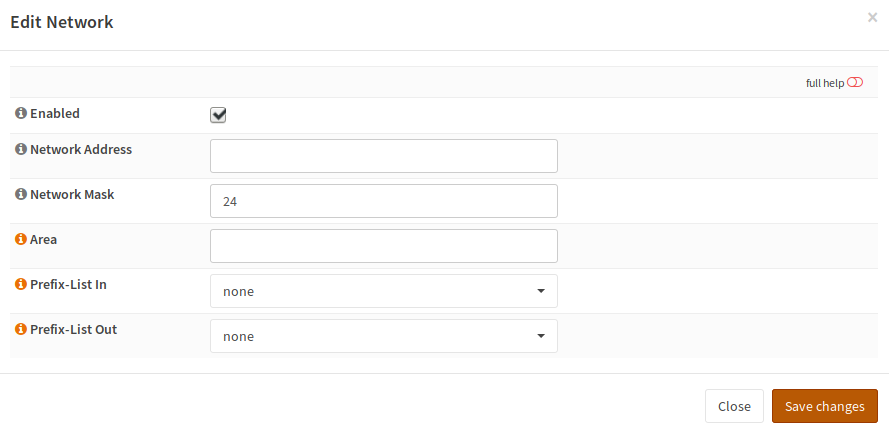 Edit Network
×
full help
Enabled
Network Address
Network Mask
24
Area
Prefix-List In
none
Prefix-List Out
none
Close
Save changes